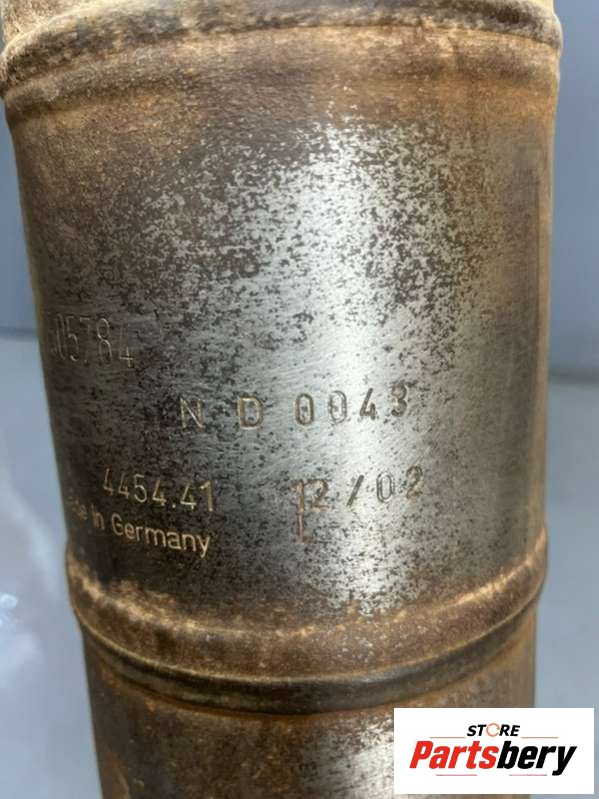 05784
N D 0043
4454.41 12/02
L
in Germany
STORE
Partsbery